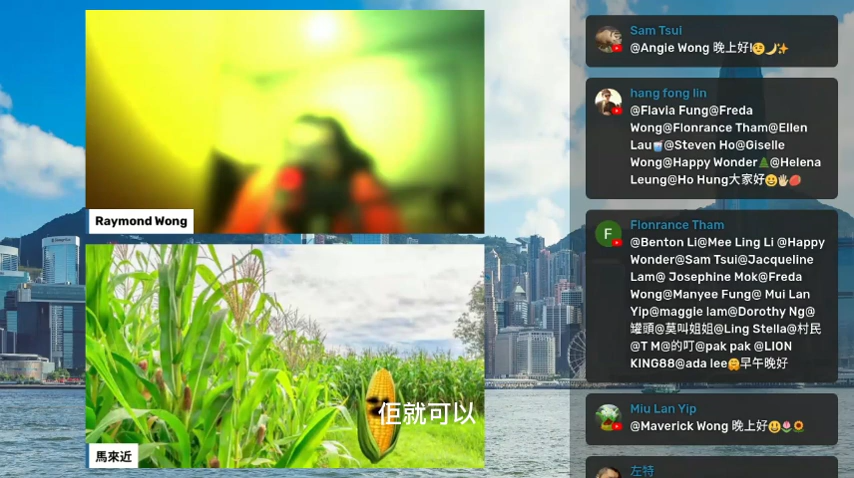 Raymond Wong
佢就可以
馬來近
Sam Tsui
@Angie Wong 晚上好!😉🌙✨
hang fong lin
@Flavia Fung@Freda
Wong@Fionrance Tham@Ellen
Lau🥛@Steven Ho@Giselle
Wong@Happy Wonder🎄@Helena
Leung@Ho Hung大家好
Fionrance Tham
F
@Benton Li@Mee Ling Li @Happy
Wonder@Sam Tsui@Jacqueline
Lam@ Josephine Mok@Freda
Wong@Manyee Fung@ Mui Lan
Yip@maggie lam@Dorothy Ng@
罐頭@莫叫姐姐@Ling Stella@村民
@T M@的叮@pak pak @LION
KING88@ada lee🤗早午晚好
Miu Lan Yip
@Maverick Wong 晚上好😃🌷🌻
左特